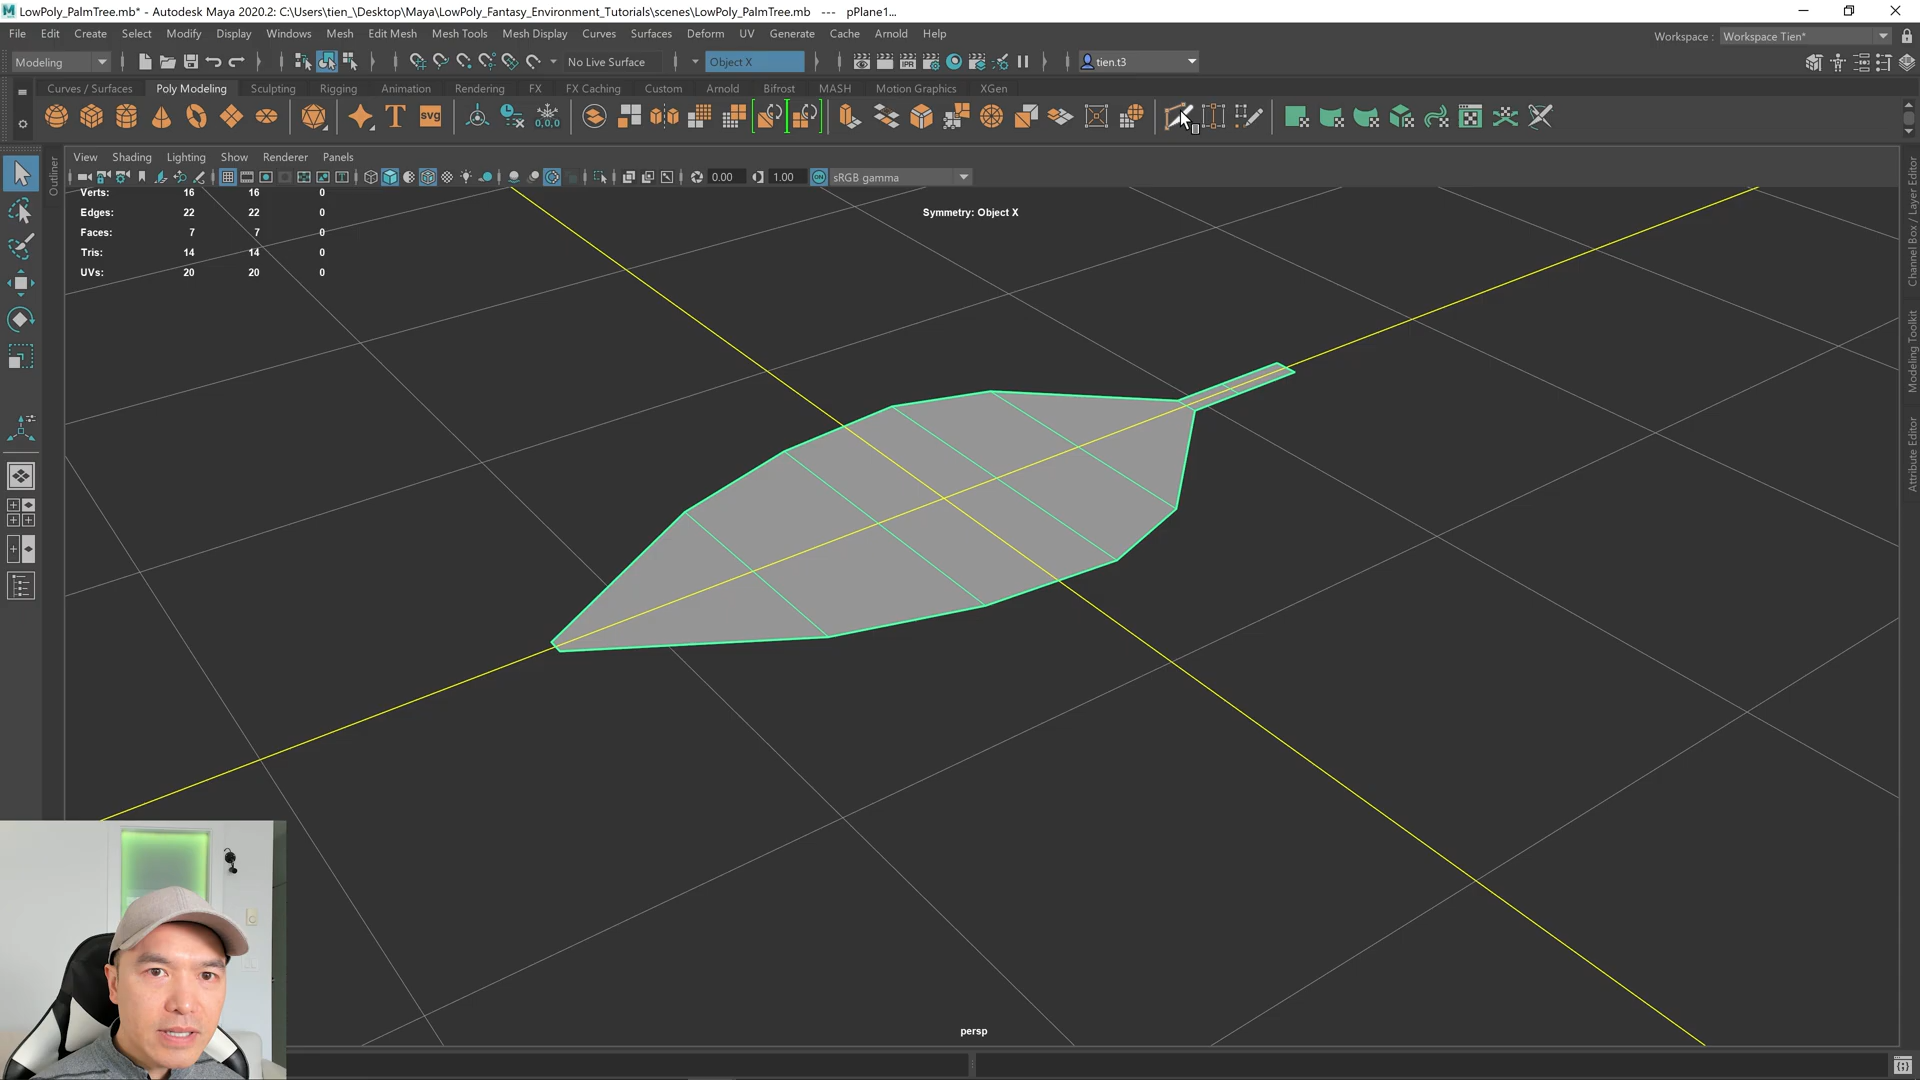 LowPoly_PalmTree.mb* - Autodesk Maya 2020.2: C:\Users\tien_\Desktop\Maya\LowPoly_Fantasy_Environment_Tutorials\scenes\LowPoly_PalmTree.mb --- pPlane1...
File Edit Create Select Modify Display Windows Mesh Edit Mesh Mesh Tools Mesh Display Curves Surfaces Deform UV Generate Cache Arnold Help
Workspace : Workspace Tien*
Modeling No Live Surface Object X tien.t3
Curves / Surfaces Poly Modeling Sculpting Rigging Animation Rendering FX FX Caching Custom Arnold Bifrost MASH Motion Graphics XGen
T svg 0,0,0
View Shading Lighting Show Renderer Panels
0.00 1.00 ON sRGB gamma
Verts: 16 16 0
Edges: 22 22 0
Faces: 7 7 0
Tris: 14 14 0
UVs: 20 20 0
Symmetry: Object X
Outliner
Channel Box / Layer Editor
Modeling Toolkit
Attribute Editor
persp